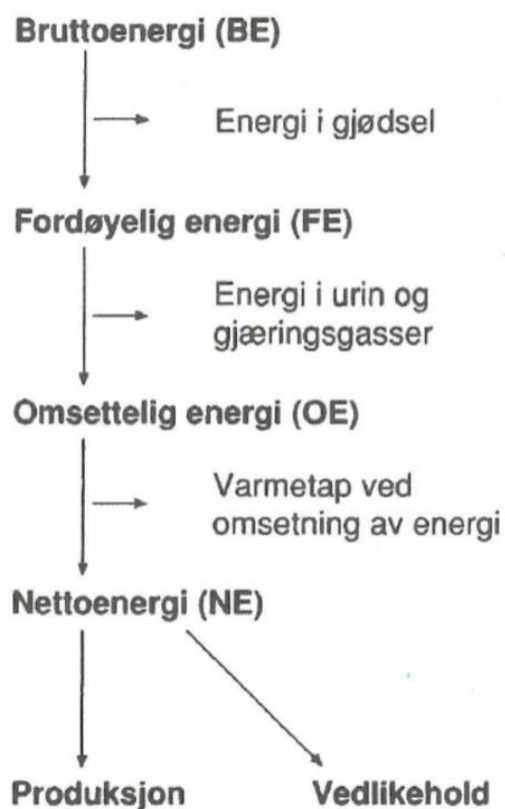 Bruttoenergi (BE)
Energi i gjødsel
Fordøyelig energi (FE)
Energi i urin og
gjæringsgasser
Omsettelig energi (OE)
Varmetap ved
omsetning av energi
Nettoenergi (NE)
Produksjon
Vedlikehold